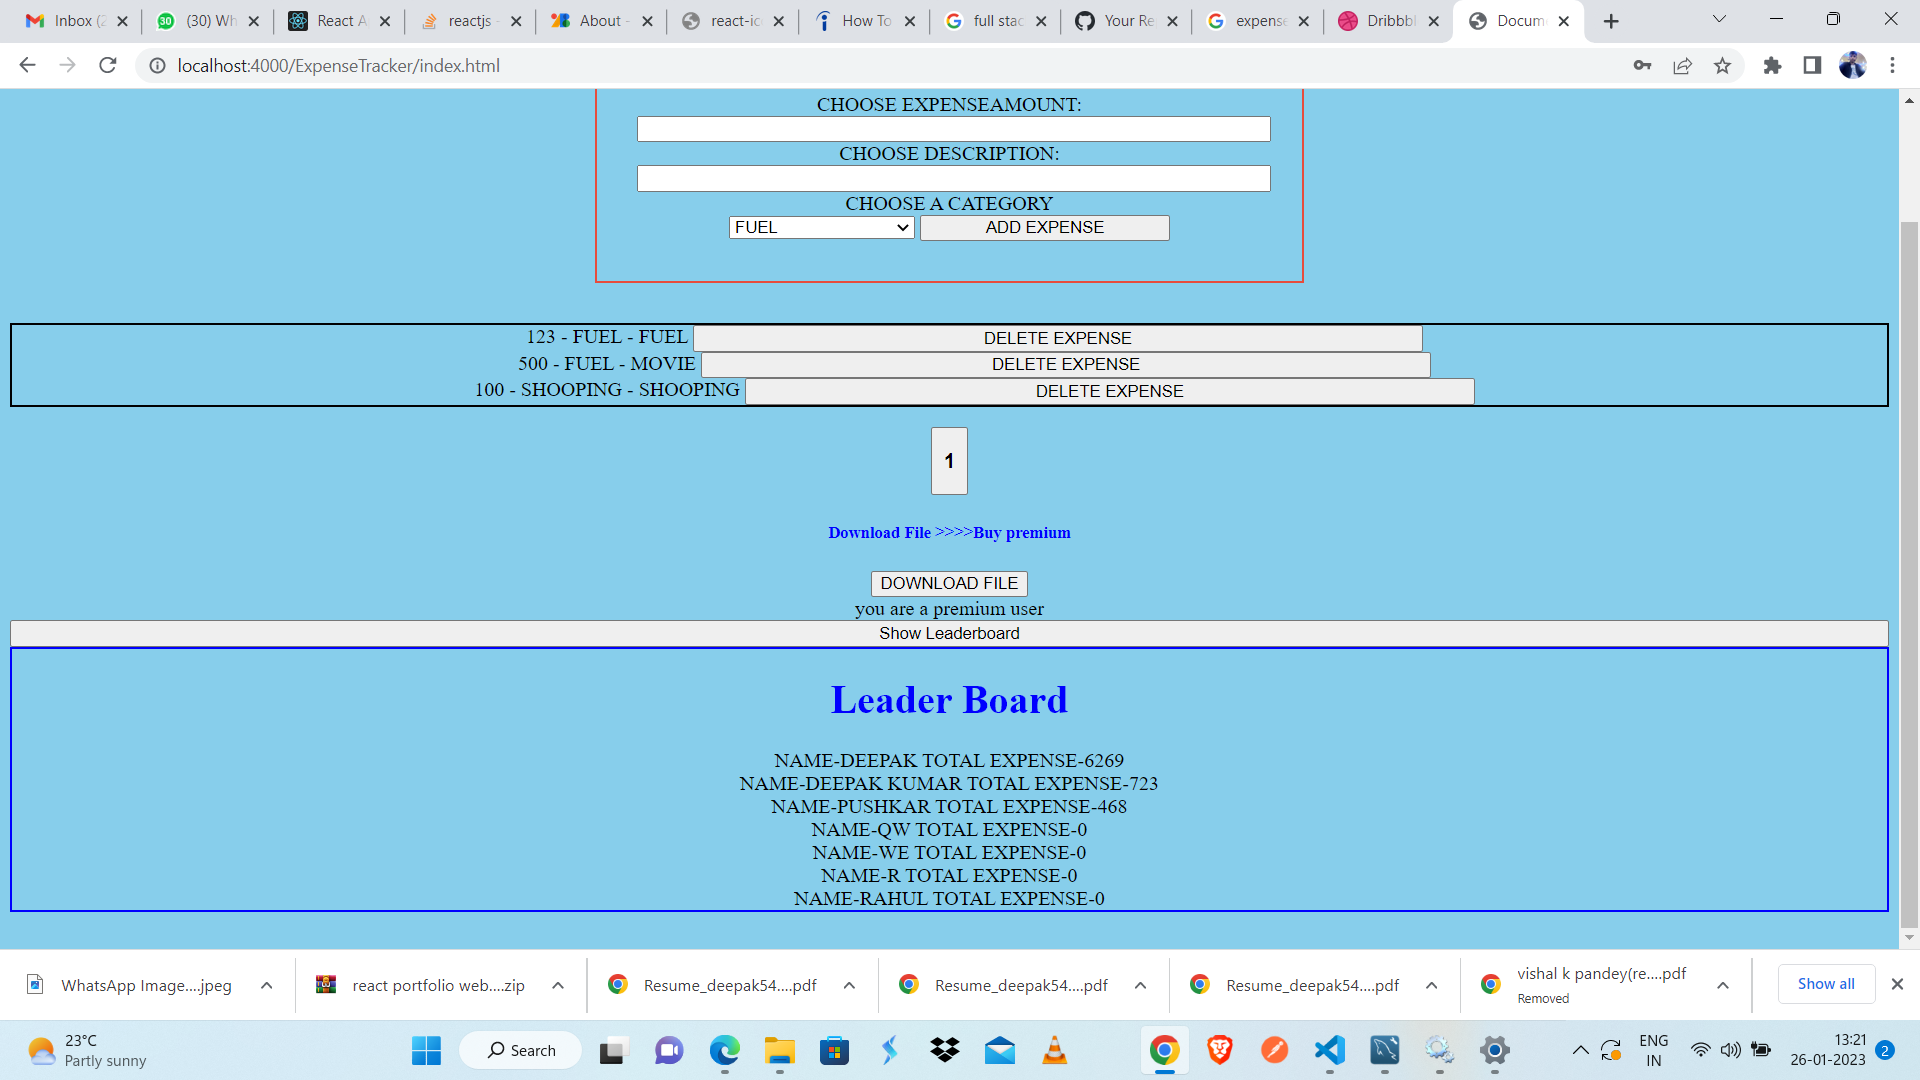 Inbox (2
(30) Wh
React A
reactjs -
About -
react-ic
How To
full stac
Your Re
expense
Dribbbl
Docum
localhost:4000/ExpenseTracker/index.html
CHOOSE EXPENSEAMOUNT:
CHOOSE DESCRIPTION:
CHOOSE A CATEGORY
FUEL ADD EXPENSE
123 - FUEL - FUEL DELETE EXPENSE
500 - FUEL - MOVIE DELETE EXPENSE
100 - SHOOPING - SHOOPING DELETE EXPENSE
1
Download File >>>>Buy premium
DOWNLOAD FILE
you are a premium user
Show Leaderboard
Leader Board
NAME-DEEPAK TOTAL EXPENSE-6269
NAME-DEEPAK KUMAR TOTAL EXPENSE-723
NAME-PUSHKAR TOTAL EXPENSE-468
NAME-QW TOTAL EXPENSE-0
NAME-WE TOTAL EXPENSE-0
NAME-R TOTAL EXPENSE-0
NAME-RAHUL TOTAL EXPENSE-0
WhatsApp Image....jpeg
react portfolio web....zip
Resume_deepak54....pdf
Resume_deepak54....pdf
Resume_deepak54....pdf
vishal k pandey(re....pdf
Removed
Show all
23°C
Partly sunny
Search
ENG
IN
13:21
26-01-2023
2